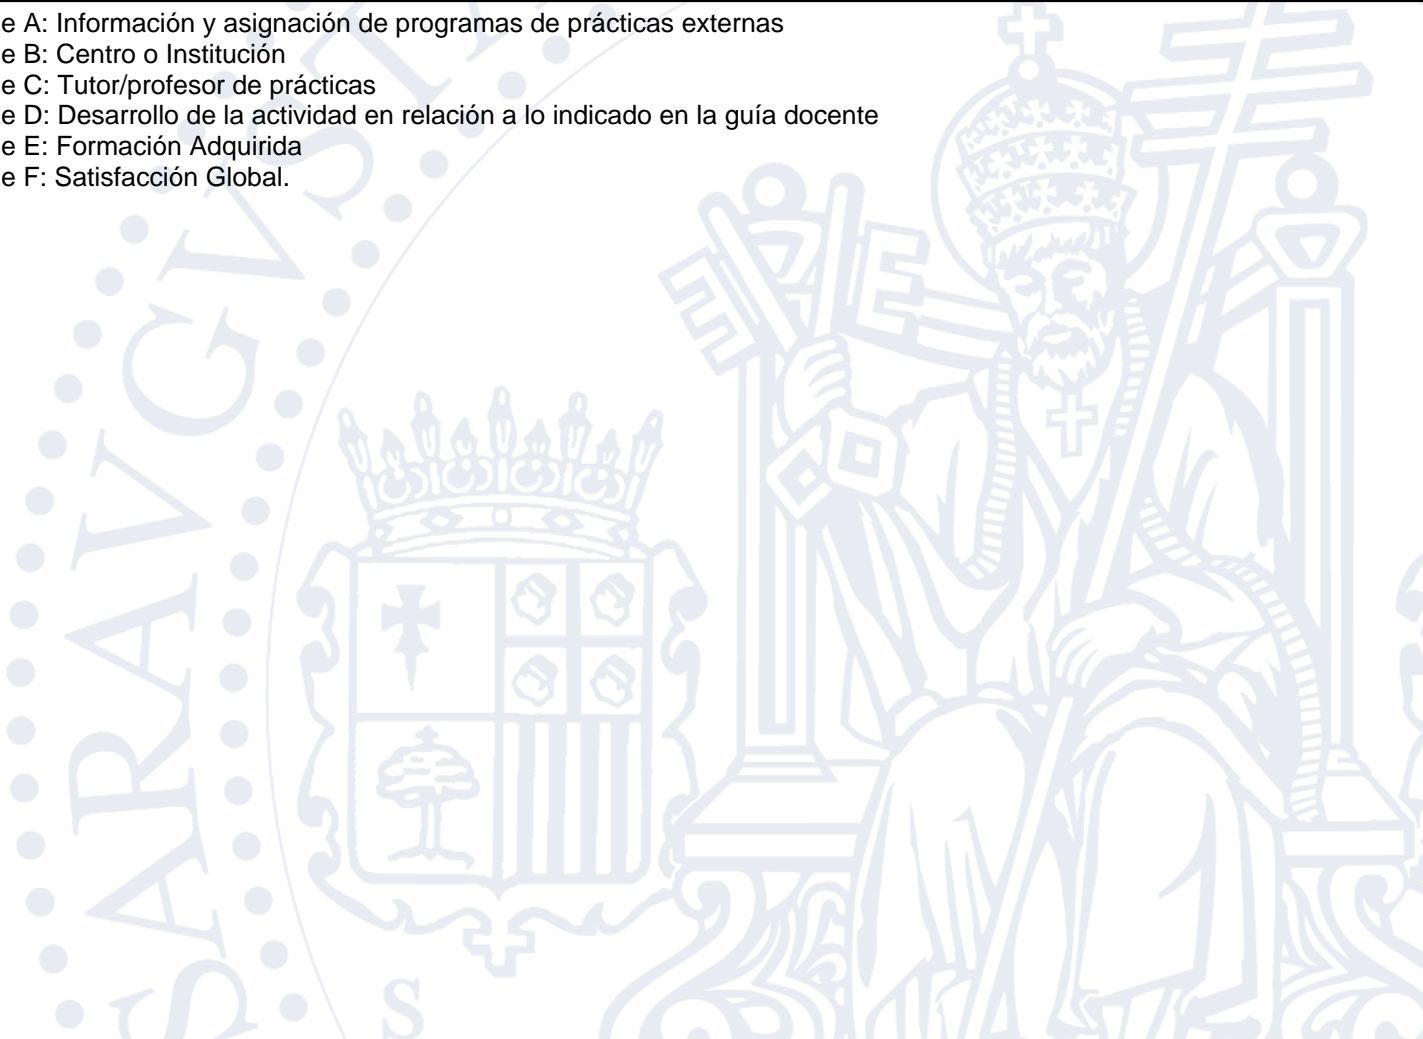 e A: Información y asignación de programas de prácticas externas
e B: Centro o Institución
e C: Tutor/profesor de prácticas
e D: Desarrollo de la actividad en relación a lo indicado en la guía docente
e E: Formación Adquirida
e F: Satisfacción Global.
SARAVGVSTA
S